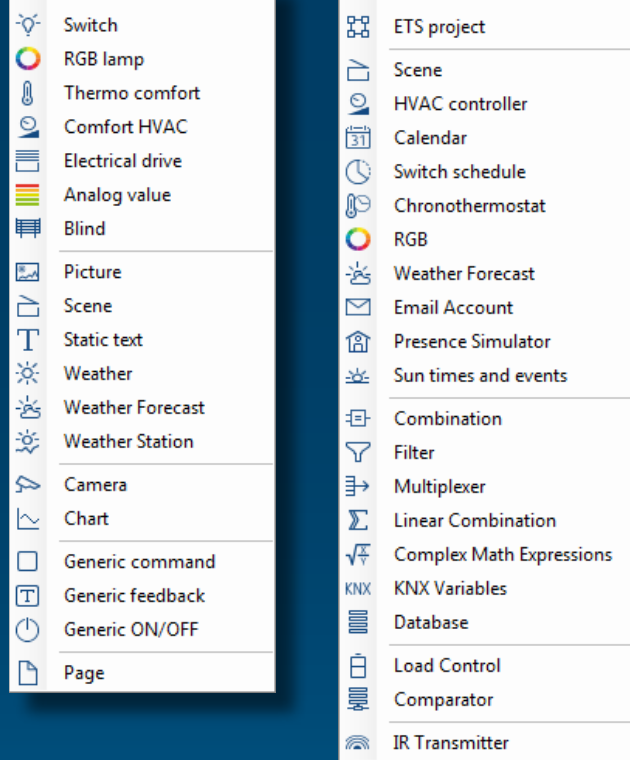 Switch
RGB lamp
Thermo comfort
Comfort HVAC
Electrical drive
Analog value
Blind
Picture
Scene
T Static text
Weather
Weather Forecast
Weather Station
Camera
Chart
Generic command
T Generic feedback
Generic ON/OFF
Page
ETS project
Scene
HVAC controller
31 Calendar
Switch schedule
Chronothermostat
RGB
Weather Forecast
Email Account
Presence Simulator
Sun times and events
Combination
Filter
Multiplexer
Σ Linear Combination
Complex Math Expressions
KNX KNX Variables
Database
Load Control
Comparator
IR Transmitter